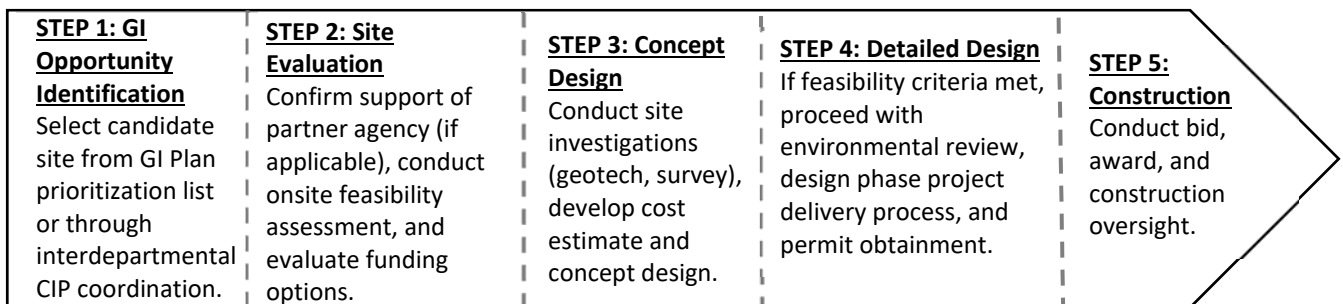 STEP 1: GI
Opportunity
Identification
Select candidate
site from GI Plan
prioritization list
or through
interdepartmental
CIP coordination.
STEP 2: Site
Evaluation
Confirm support of
partner agency (if
applicable), conduct
onsite feasibility
assessment, and
evaluate funding
options.
STEP 3: Concept
Design
Conduct site
investigations
(geotech, survey),
develop cost
estimate and
concept design.
STEP 4: Detailed Design
If feasibility criteria met,
proceed with
environmental review,
design phase project
delivery process, and
permit obtainment.
STEP 5:
Construction
Conduct bid,
award, and
construction
oversight.